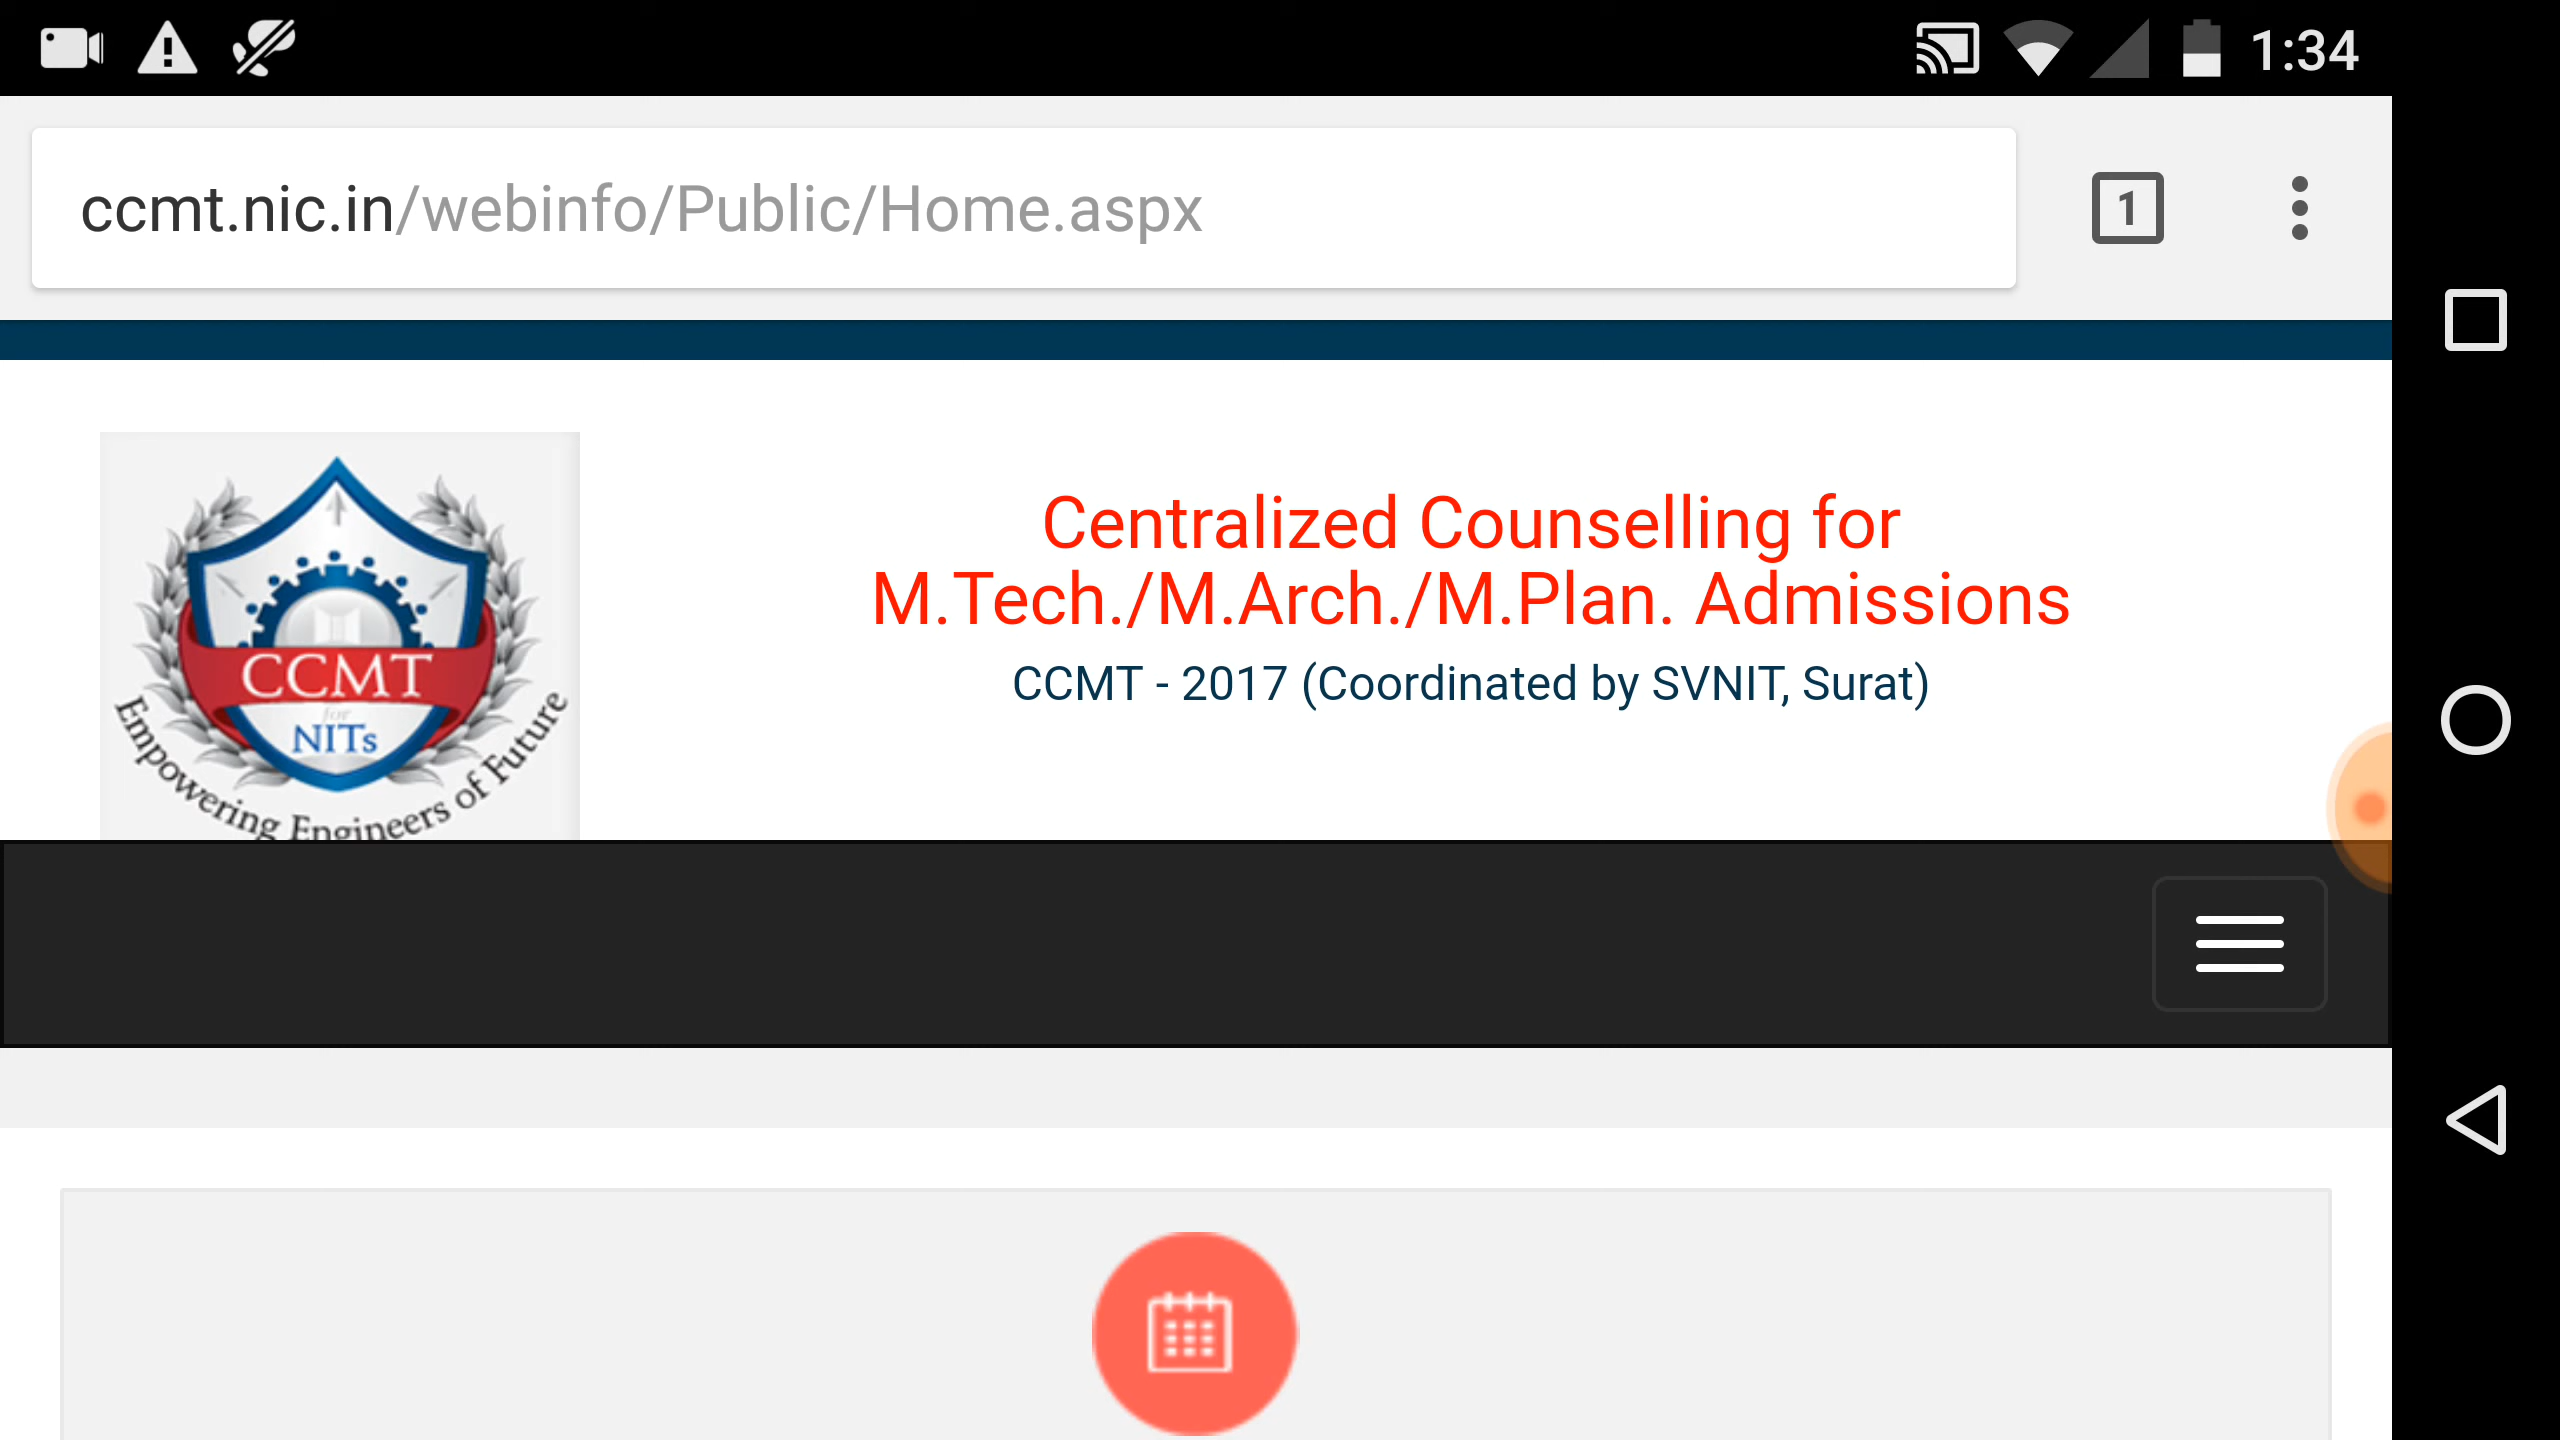 1:34
ccmt.nic.in/webinfo/Public/Home.aspx
1
Centralized Counselling for
M.Tech./M.Arch./M.Plan. Admissions
CCMT - 2017 (Coordinated by SVNIT, Surat)
CCMT
for
NITs
Empowering Engineers of Future